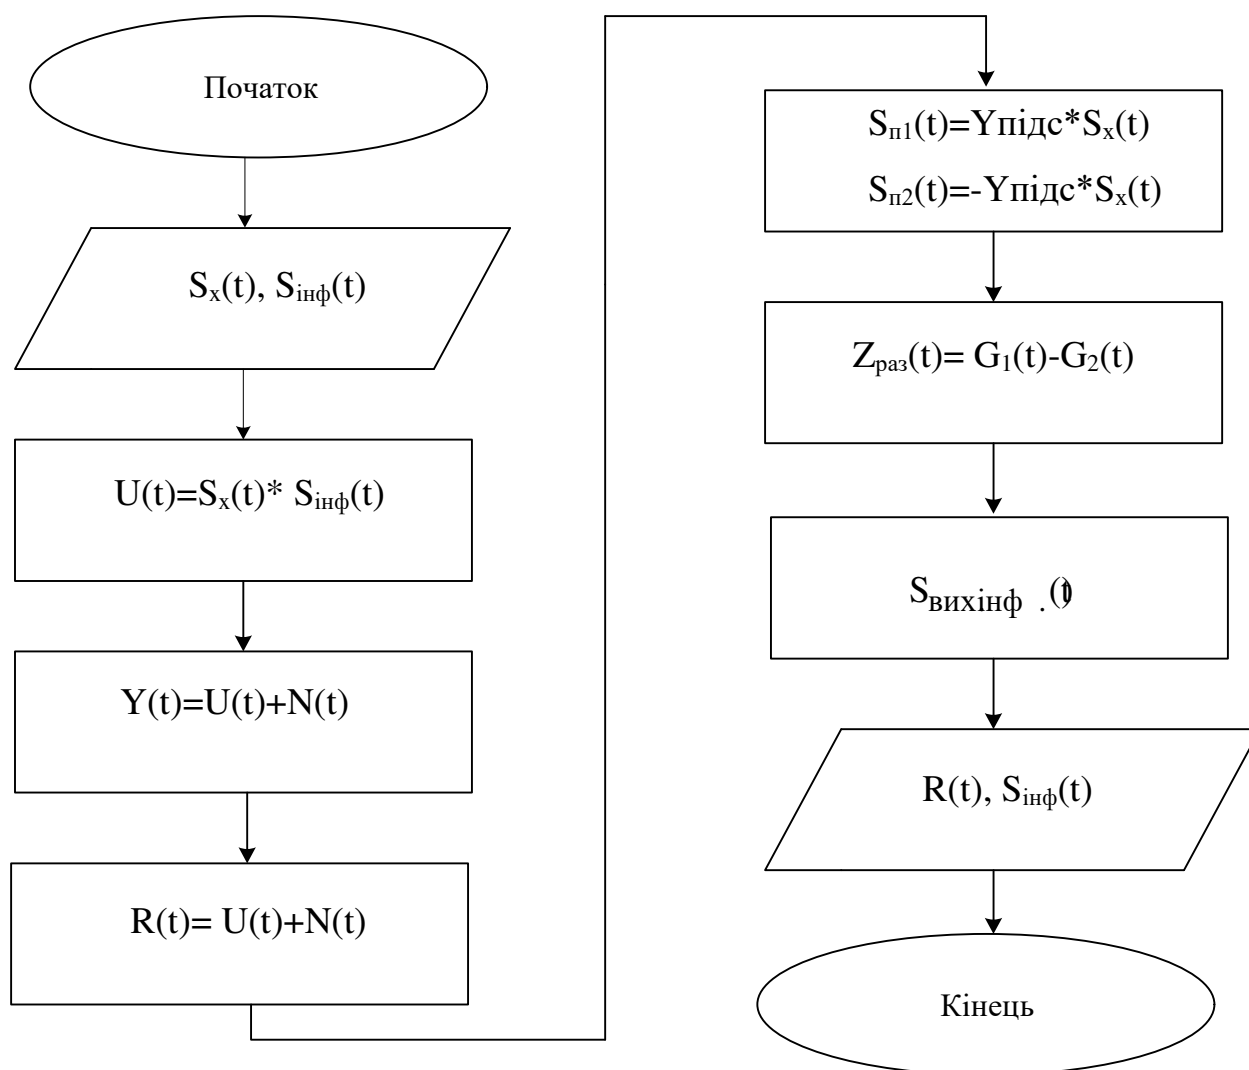 Початок
Sx(t), Sінф(t)
U(t)=Sx(t)* Sінф(t)
Y(t)=U(t)+N(t)
R(t)= U(t)+N(t)
Sп1(t)=Yпідс*Sx(t)
Sп2(t)=-Yпідс*Sx(t)
Zраз(t)= G1(t)-G2(t)
Sвихінф .(t)
R(t), Sінф(t)
Кінець